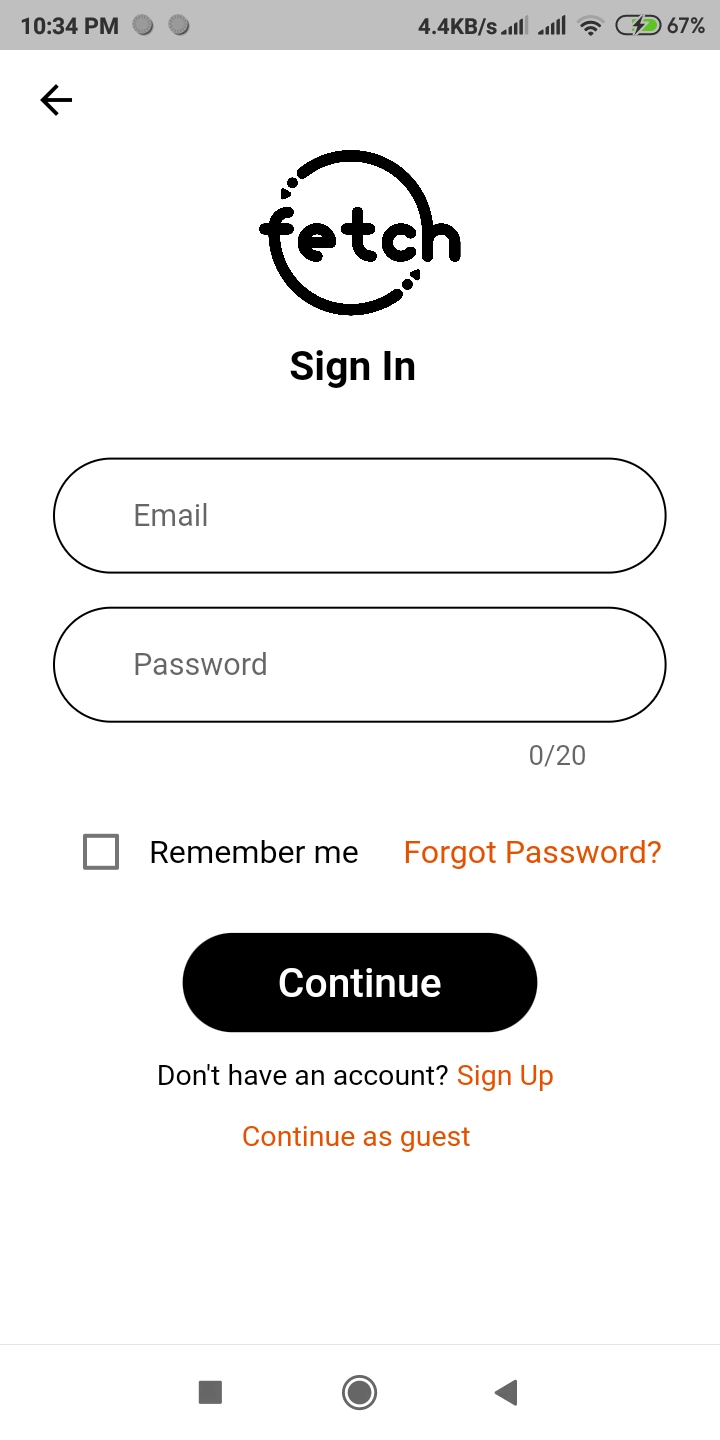 10:34 PM 4.4KB/s 67%
fetch
Sign In
Email
Password
0/20
Remember me Forgot Password?
Continue
Don't have an account? Sign Up
Continue as guest